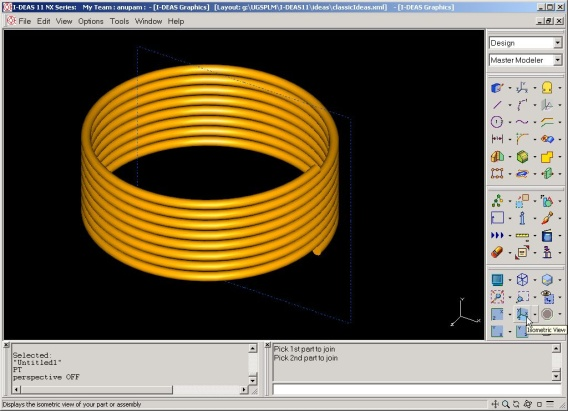 I-DEAS 11 NX Series: My Team : anupam : - [I-DEAS Graphics] [Layout: g:\UGSPLM\I-DEAS11\ideas\classicIdeas.xml] - [I-DEAS Graphics]
File Edit View Options Tools Window Help
Design
Master Modeler
Z
Y
X
Isometric View
Selected:
"Untitled1"
PT
perspective OFF
Pick 1st part to join
Pick 2nd part to join
Displays the isometric view of your part or assembly